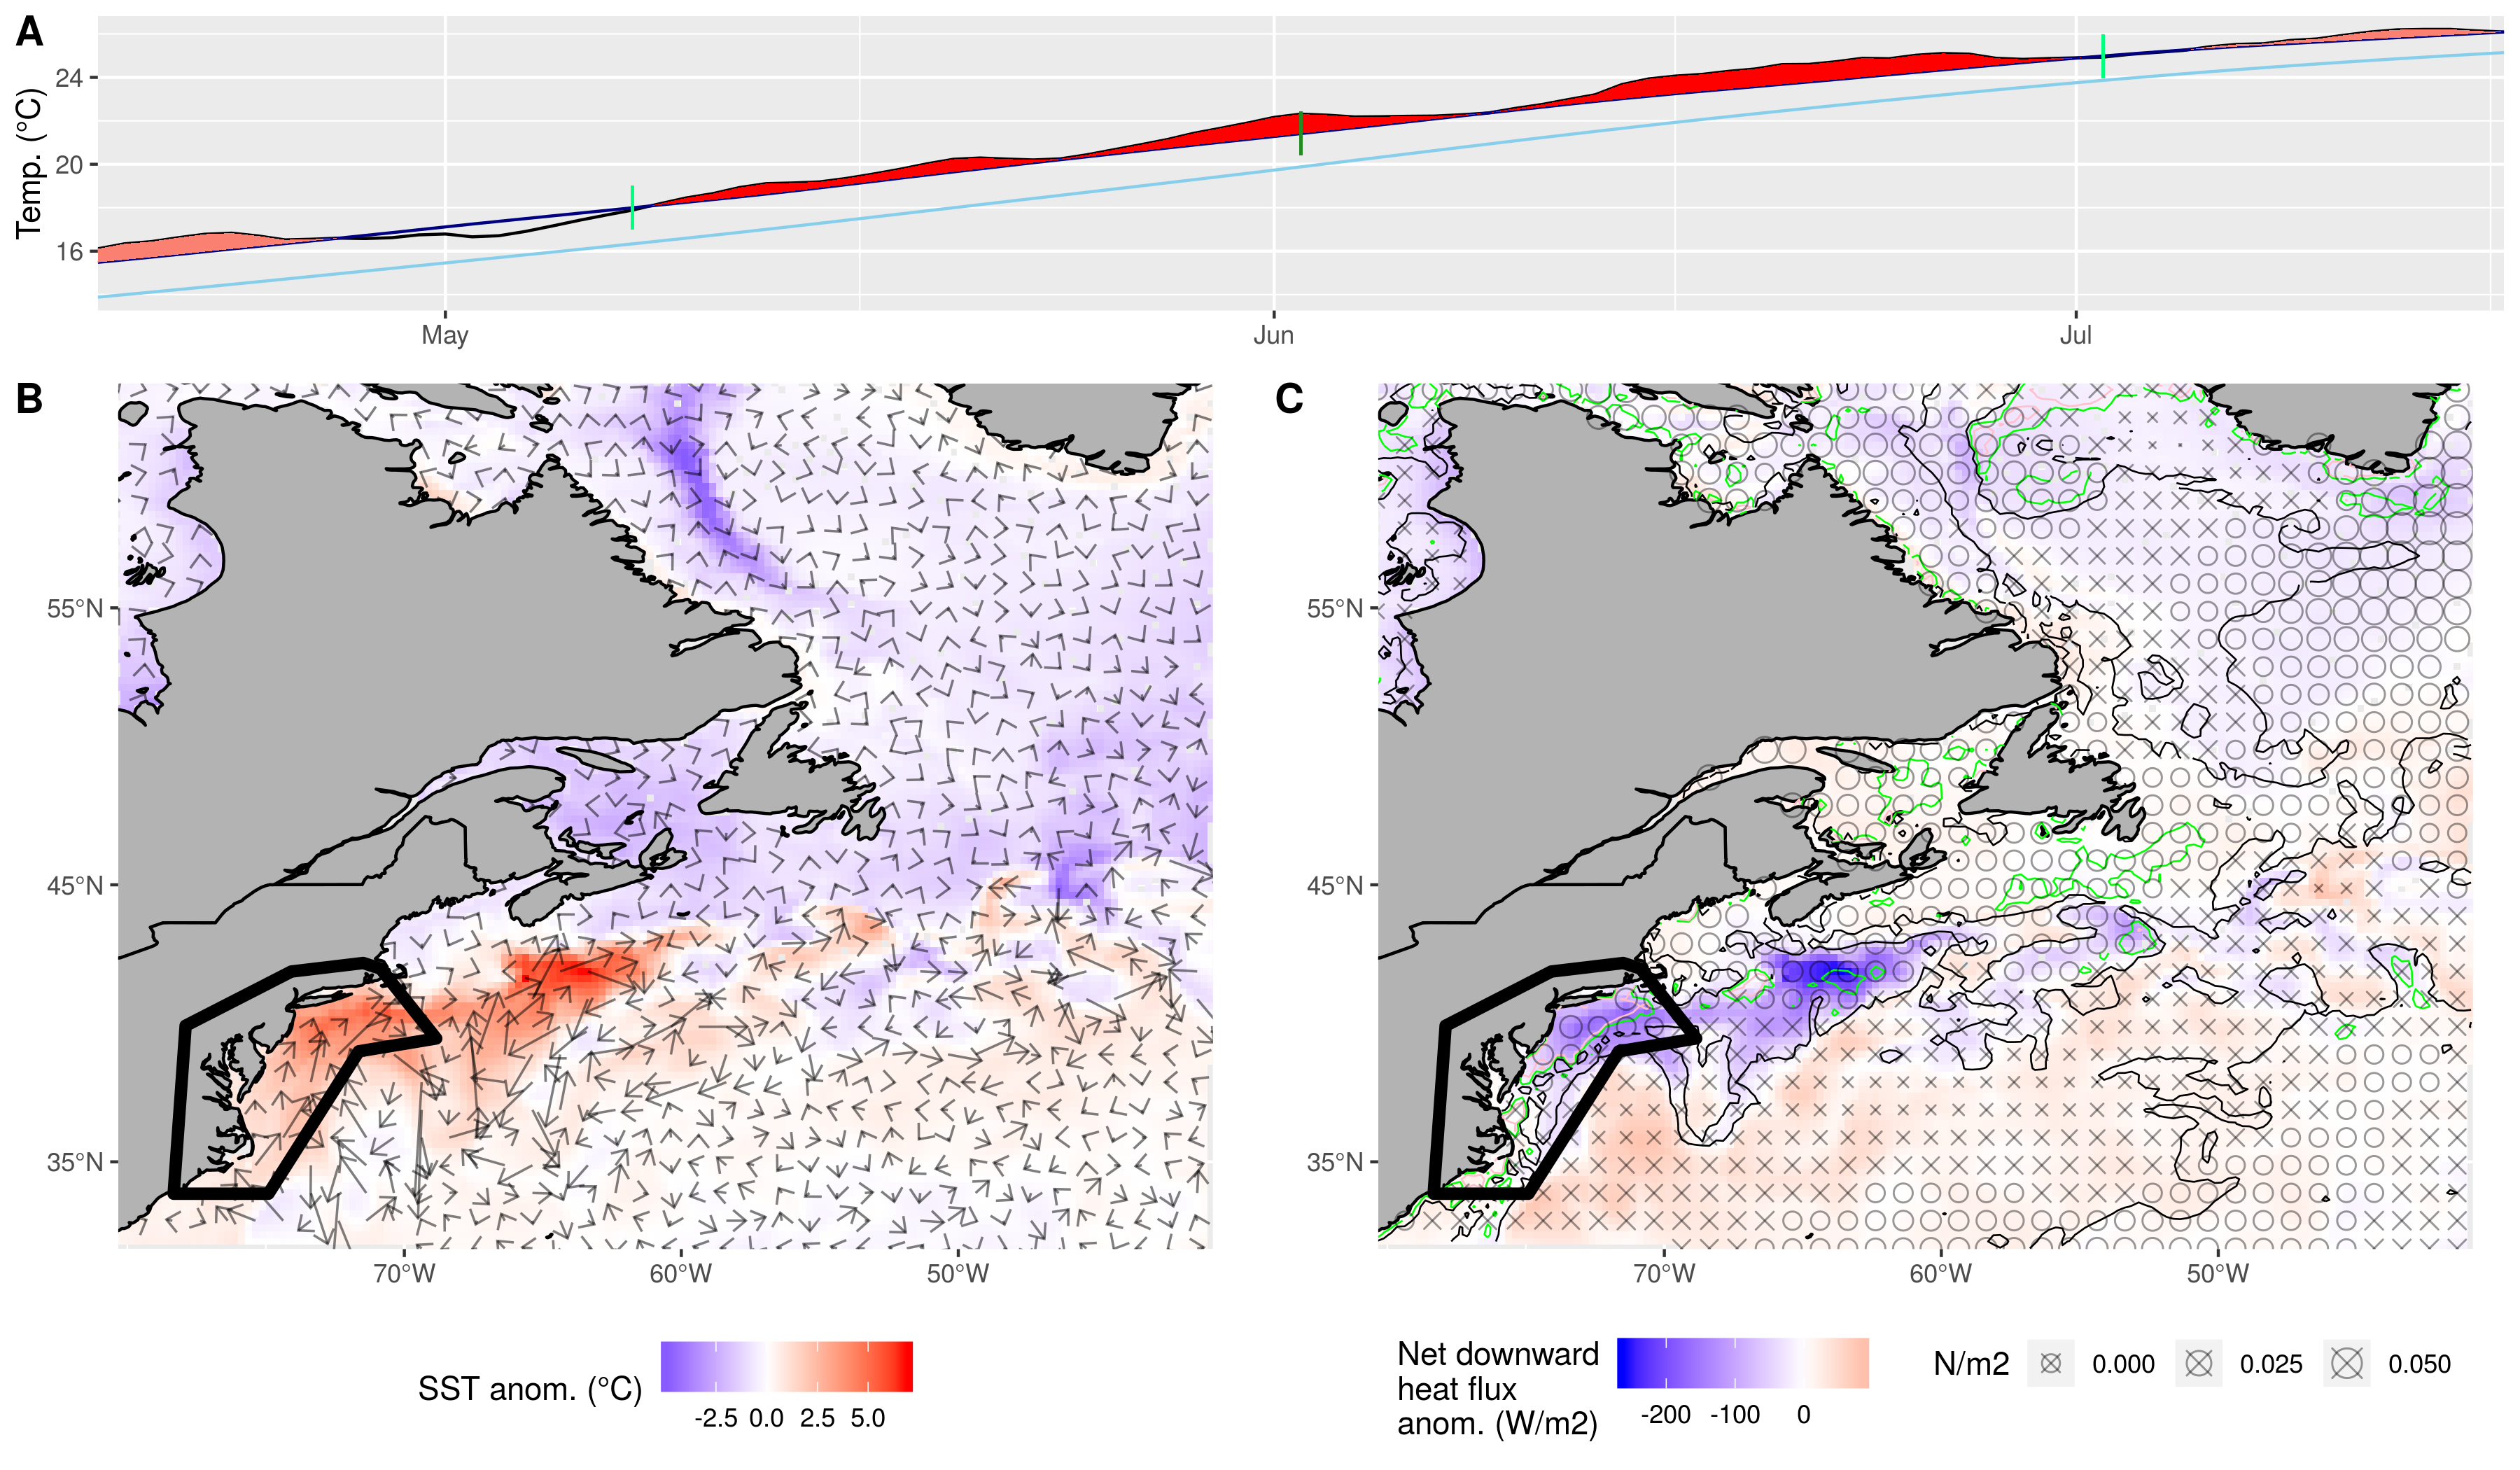 A
Temp. (°C)
24
20
16
May Jun Jul
B
55°N
45°N
35°N
70°W 60°W 50°W
SST anom. (°C)
-2.5 0.0 2.5 5.0
C
55°N
45°N
35°N
70°W 60°W 50°W
Net downward
heat flux
anom. (W/m2)
-200 -100 0
N/m2 0.000 0.025 0.050